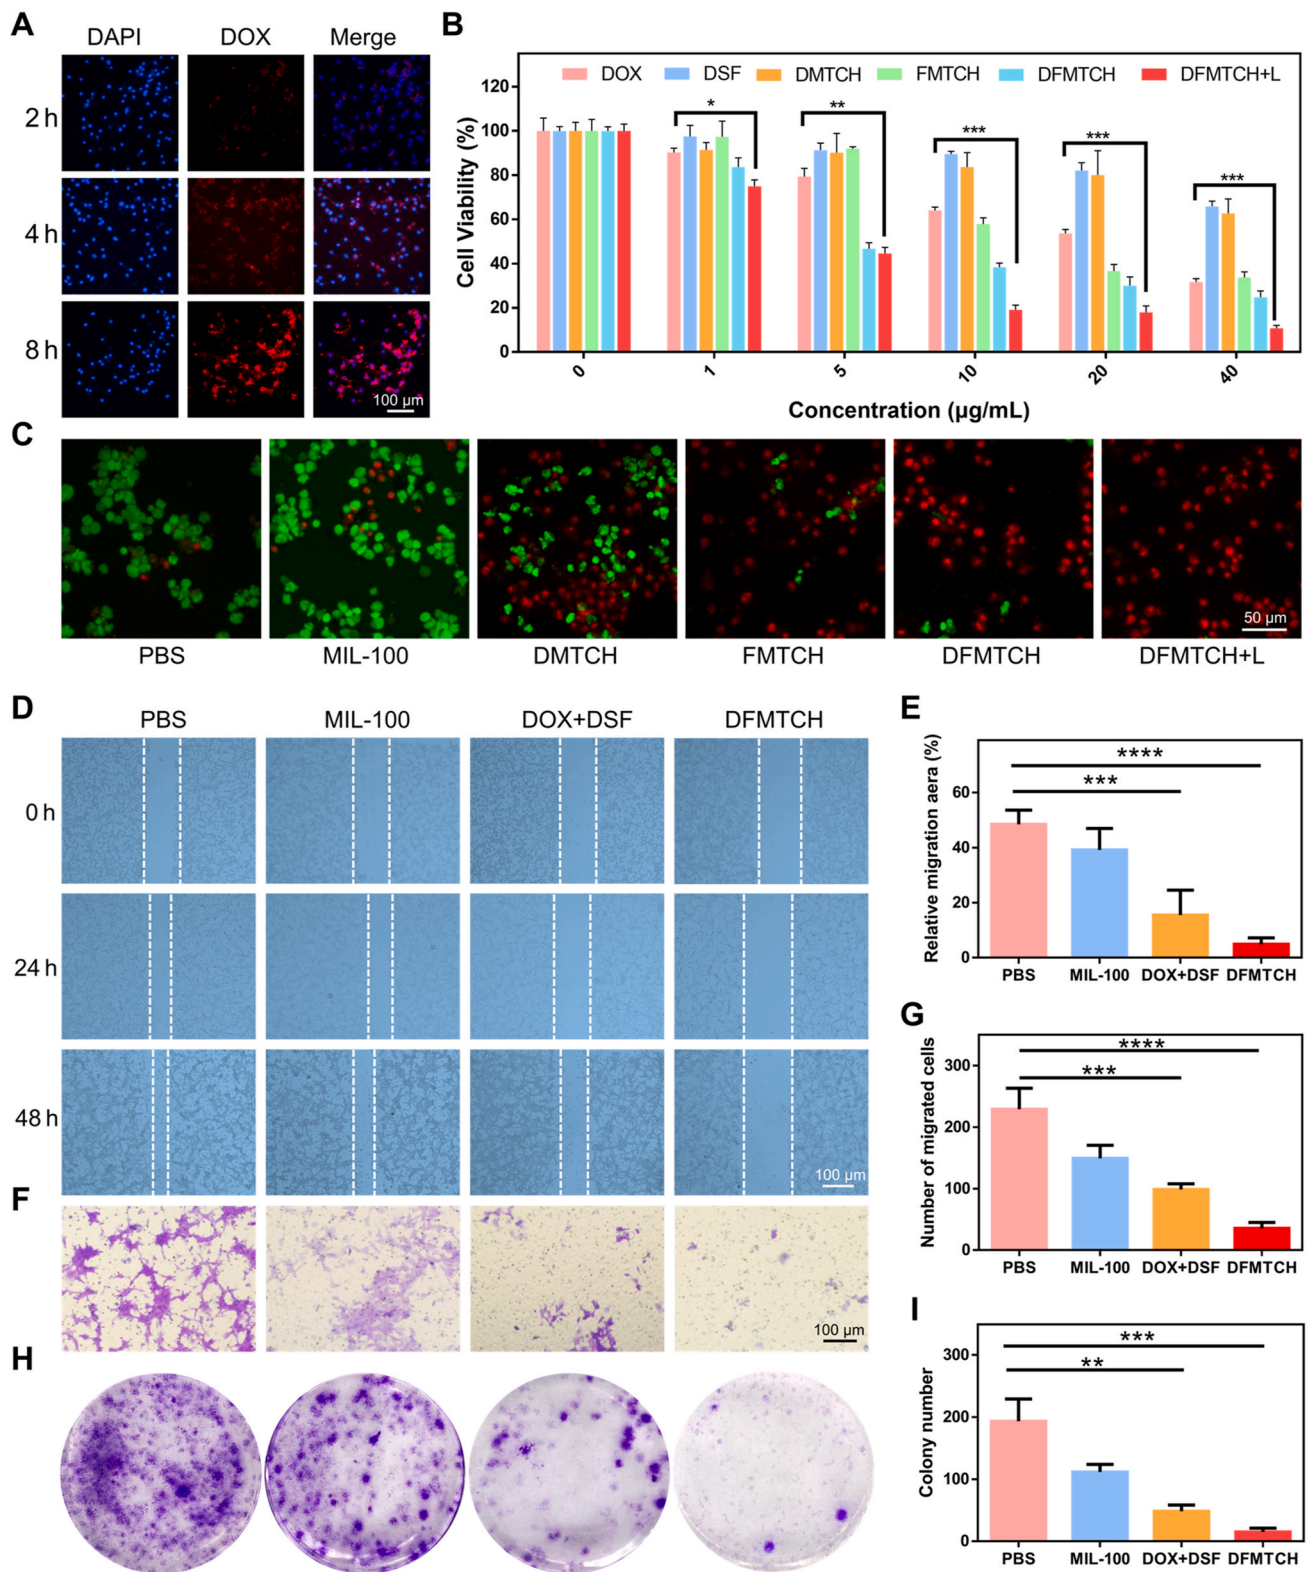 A
DAPI DOX Merge
2 h
4 h
8 h
100 μm
B
DOX DSF DMTCH FMTCH DFMTCH DFMTCH+L
Cell Viability (%)
120
100
80
60
40
20
0
* ** *** *** ***
0 1 5 10 20 40
Concentration (μg/mL)
C
50 μm
PBS MIL-100 DMTCH FMTCH DFMTCH DFMTCH+L
D
PBS MIL-100 DOX+DSF DFMTCH
0 h
24 h
48 h
100 μm
E
Relative migration aera (%)
60
40
20
0
****
***
PBS MIL-100 DOX+DSF DFMTCH
F
100 μm
G
Number of migrated cells
300
200
100
0
****
***
PBS MIL-100 DOX+DSF DFMTCH
H
I
Colony number
300
200
100
0
***
**
PBS MIL-100 DOX+DSF DFMTCH